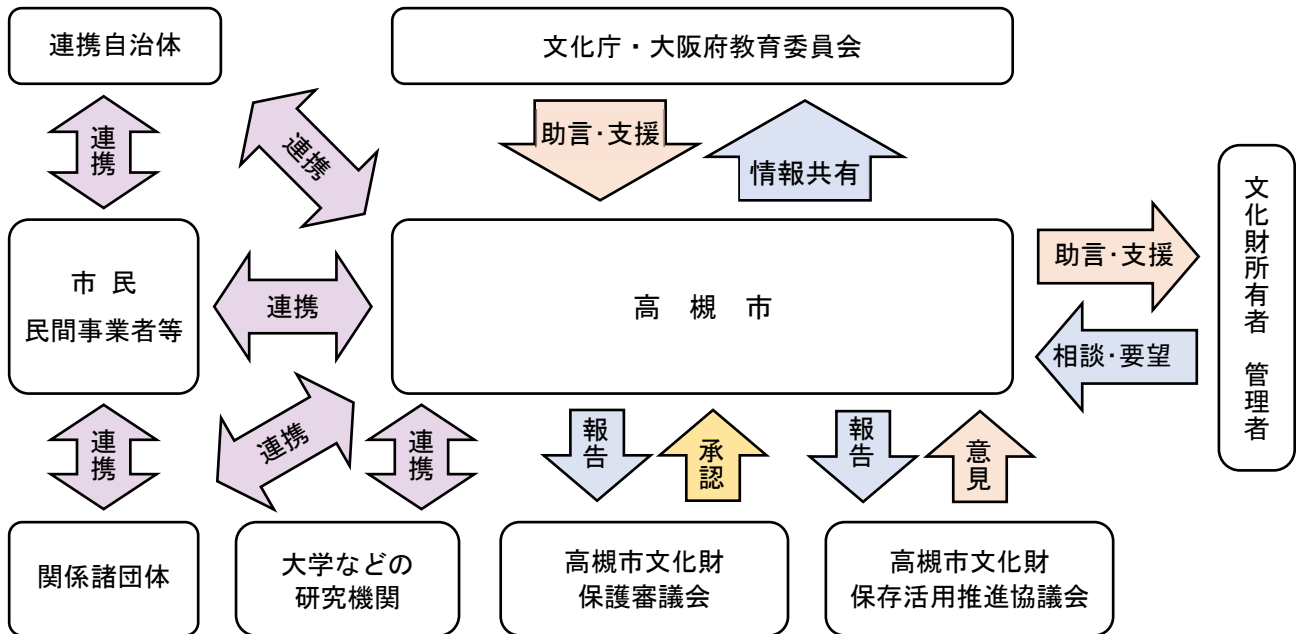 連携自治体
文化庁・大阪府教育委員会
連携
連携
助言・支援
情報共有
市 民
民間事業者等
連携
高 槻 市
助言・支援
相談・要望
文化財所有者 管理者
連携
連携
連携
報告
承認
報告
意見
関係諸団体
大学などの
研究機関
高槻市文化財
保護審議会
高槻市文化財
保存活用推進協議会